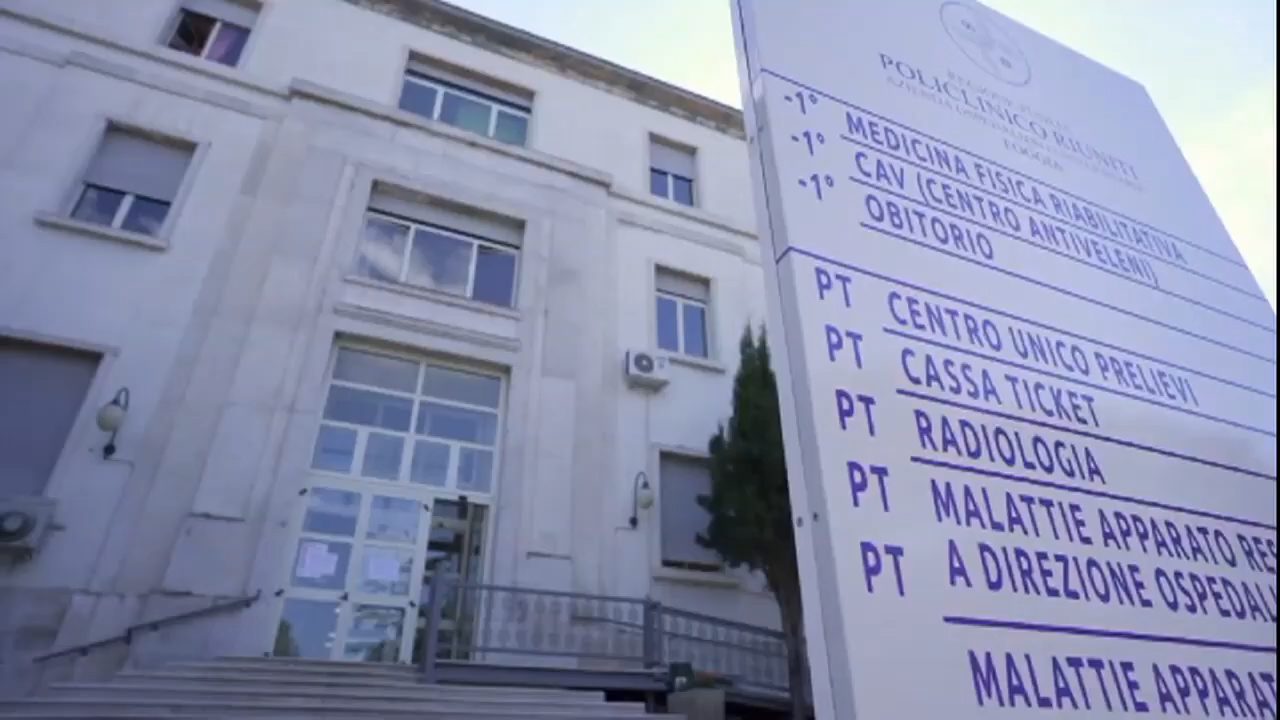 POLICLINICO RIUNITI
FOGGIA
-1° MEDICINA FISICA RIABILITATIVA
-1° CAV (CENTRO ANTIVELENI)
-1° OBITORIO
PT CENTRO UNICO PRELIEVI
PT CASSA TICKET
PT RADIOLOGIA
PT MALATTIE APPARATO RES
PT A DIREZIONE OSPEDAL
MALATTIE APPARAT